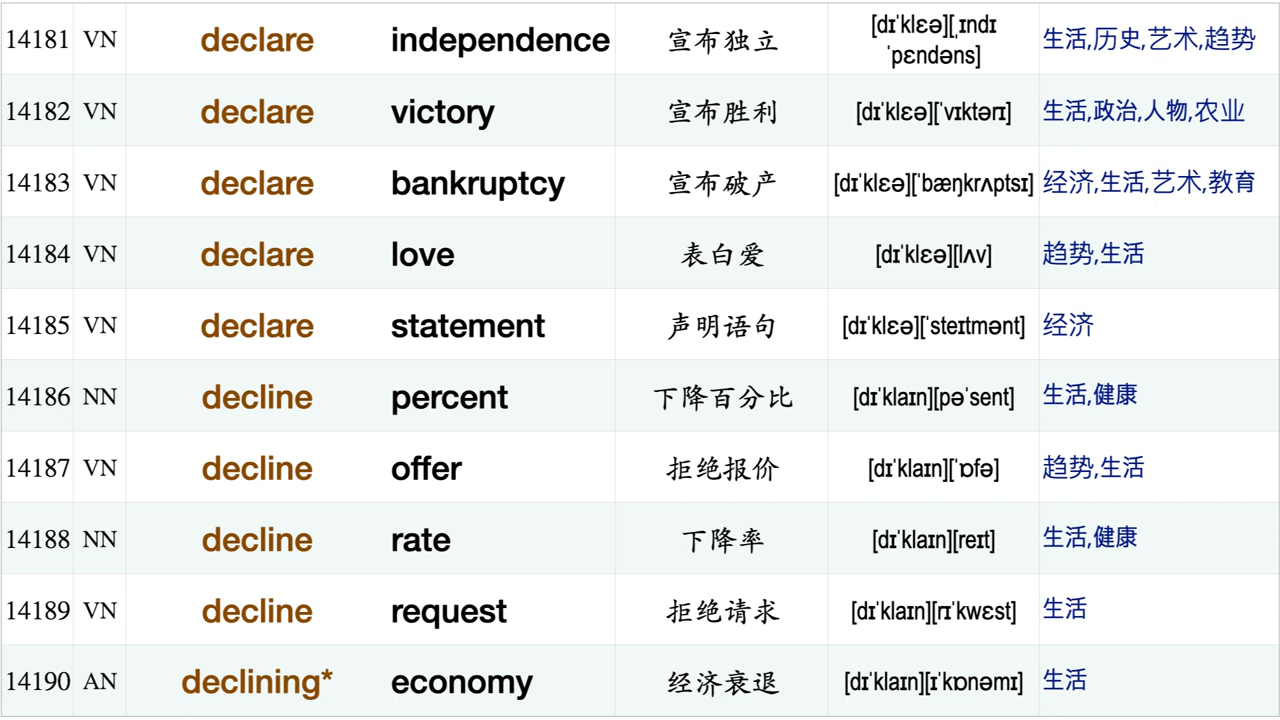 14181 VN declare independence 宣布独立 [dɪˈklɛə][ˌɪndɪˈpɛndəns] 生活,历史,艺术,趋势
14182 VN declare victory 宣布胜利 [dɪˈklɛə][ˈvɪktərɪ] 生活,政治,人物,农业
14183 VN declare bankruptcy 宣布破产 [dɪˈklɛə][ˈbæŋkrʌptsɪ] 经济,生活,艺术,教育
14184 VN declare love 表白爱 [dɪˈklɛə][lʌv] 趋势,生活
14185 VN declare statement 声明语句 [dɪˈklɛə][ˈsteɪtmənt] 经济
14186 NN decline percent 下降百分比 [dɪˈklaɪn][pəˈsent] 生活,健康
14187 VN decline offer 拒绝报价 [dɪˈklaɪn][ˈɒfə] 趋势,生活
14188 NN decline rate 下降率 [dɪˈklaɪn][reɪt] 生活,健康
14189 VN decline request 拒绝请求 [dɪˈklaɪn][rɪˈkwɛst] 生活
14190 AN declining* economy 经济衰退 [dɪˈklaɪn][ɪˈkɒnəmɪ] 生活